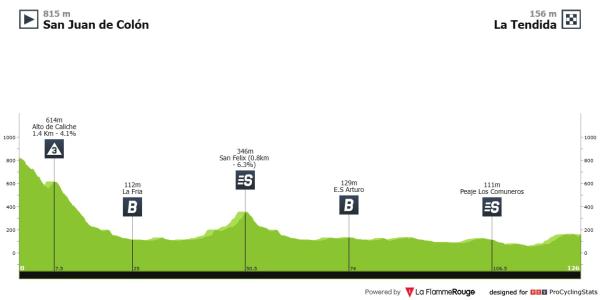 815 m
San Juan de Colón
156 m
La Tendida
614m
Alto de Caliche
1.4 Km - 4.1%
3
112m
La Fria
B
346m
San Felix (0.8km
- 6.3%)
S
129m
E.S Arturo
B
111m
Peaje Los Comuneros
S
1000
800
600
400
200
0
1000
800
600
400
200
0
0
7.5
25
50.5
74
106.5
126
Powered by La FlammeRouge designed for PCS ProCyclingStats